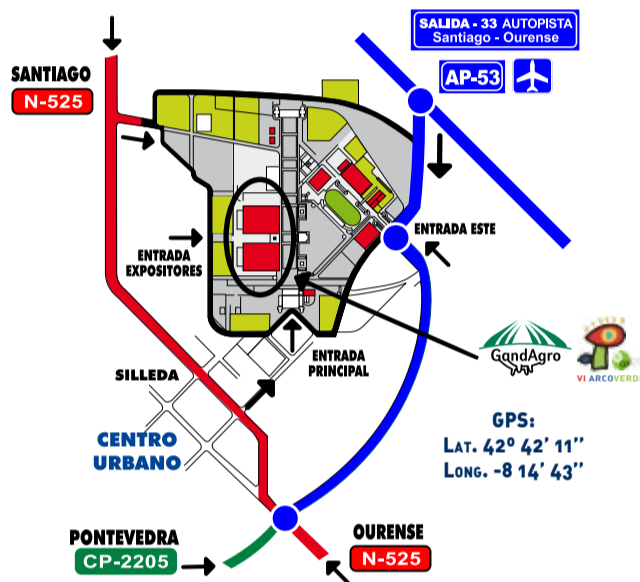 SALIDA - 33 AUTOPISTA
Santiago - Ourense
AP-53
SANTIAGO
N-525
ENTRADA ESTE
ENTRADA
EXPOSITORES
ENTRADA
PRINCIPAL
SILLEDA
GandAgro
VI ARCOVERDE
CENTRO
URBANO
GPS:
LAT. 42º 42’ 11’’
LONG. -8 14’ 43’’
PONTEVEDRA
CP-2205
OURENSE
N-525